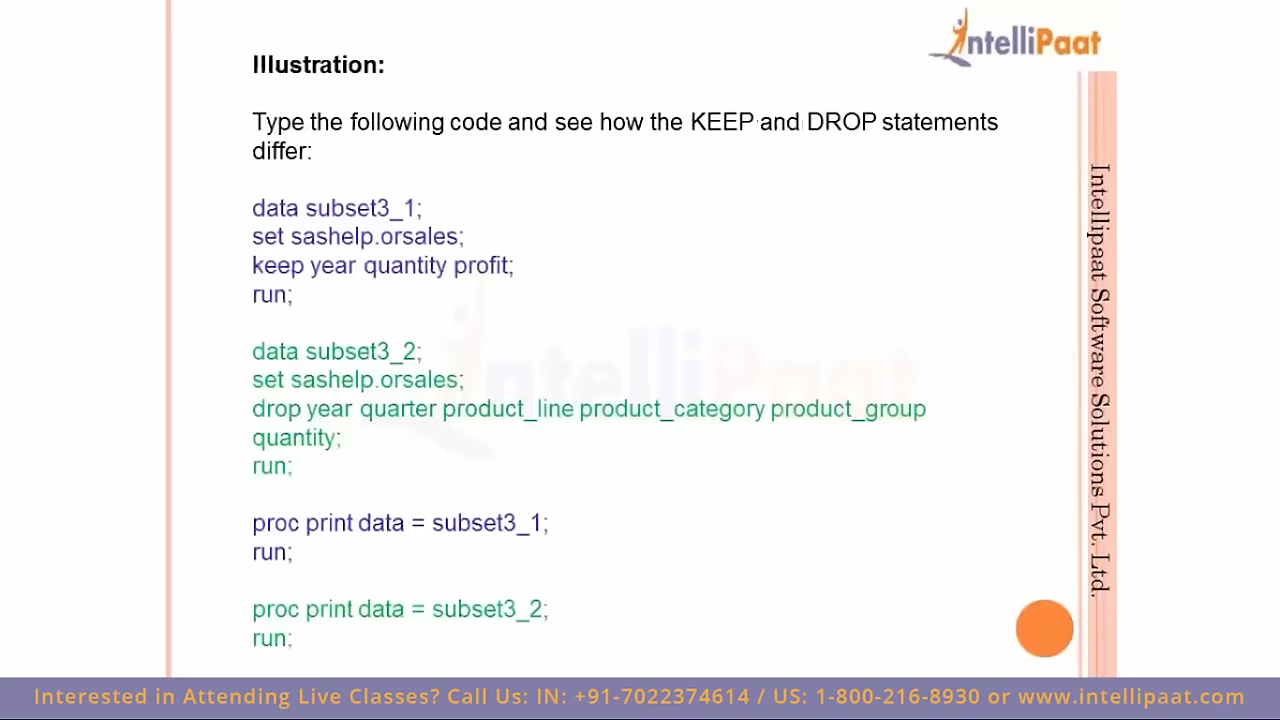 IntelliPaat
Illustration:
Type the following code and see how the KEEP and DROP statements
differ:
data subset3_1;
set sashelp.orsales;
keep year quantity profit;
run;
data subset3_2;
set sashelp.orsales;
drop year quarter product_line product_category product_group
quantity;
run;
proc print data = subset3_1;
run;
proc print data = subset3_2;
run;
Intellipaat Software Solutions Pvt. Ltd.
IntelliPaat
Interested in Attending Live Classes? Call Us: IN: +91-7022374614 / US: 1-800-216-8930 or www.intellipaat.com